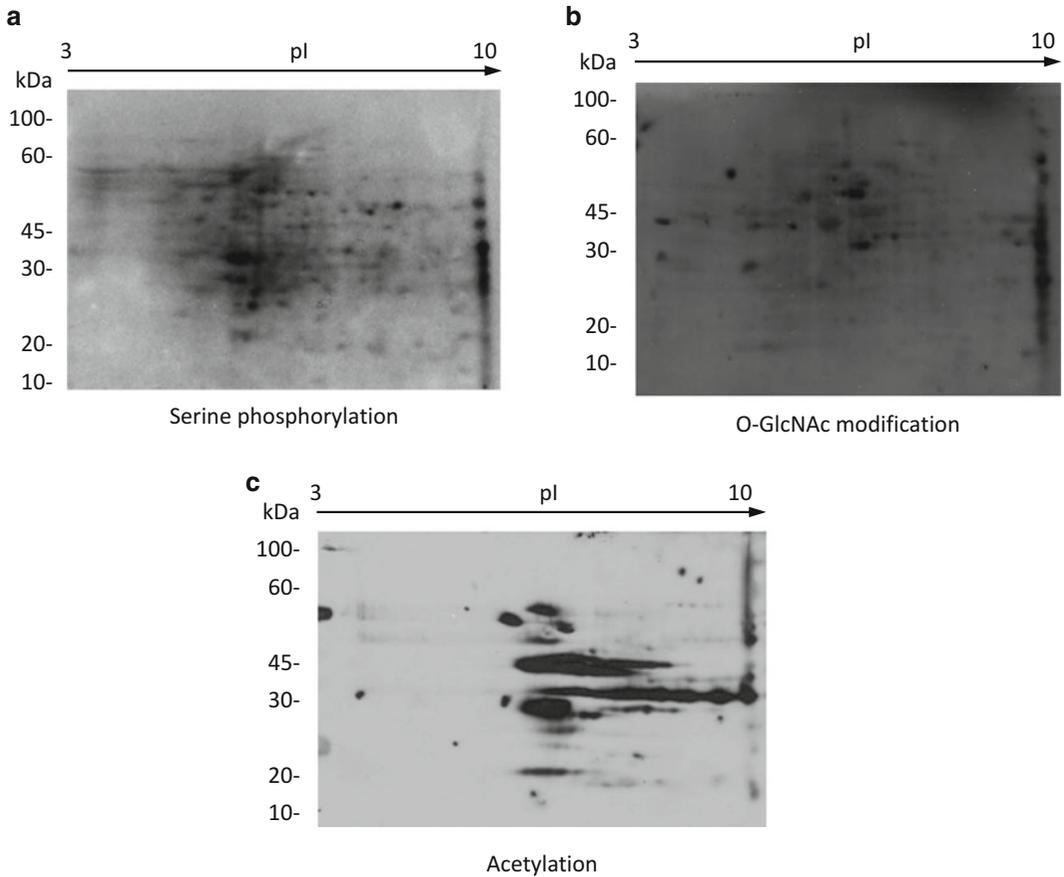 a
3 pI 10
kDa
100-
60-
45-
30-
20-
10-
Serine phosphorylation
b
3 pI 10
kDa
100-
60-
45-
30-
20-
10-
O-GlcNAc modification
c
3 pI 10
kDa
100-
60-
45-
30-
20-
10-
Acetylation